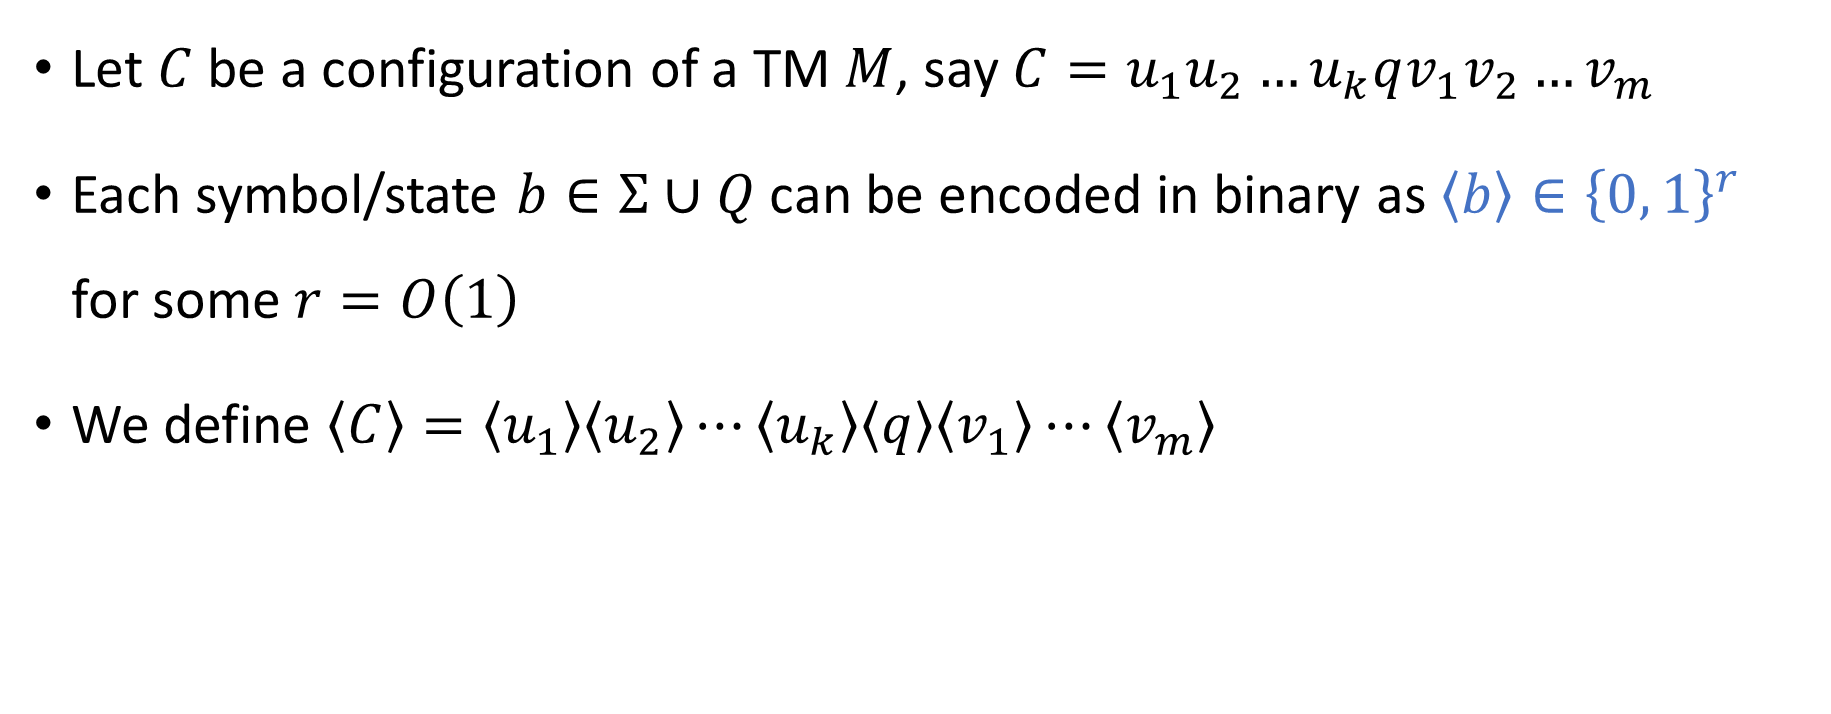 • Let 𝐶 be a configuration of a TM 𝑀, say 𝐶 = 𝑢₁𝑢₂ … 𝑢ₖ𝑞𝑣₁𝑣₂ … 𝑣ₘ
• Each symbol/state 𝑏 ∈ Σ ∪ 𝑄 can be encoded in binary as ⟨𝑏⟩ ∈ {0, 1}ʳ
for some 𝑟 = 𝑂(1)
• We define ⟨𝐶⟩ = ⟨𝑢₁⟩⟨𝑢₂⟩ ⋯ ⟨𝑢ₖ⟩⟨𝑞⟩⟨𝑣₁⟩ ⋯ ⟨𝑣ₘ⟩